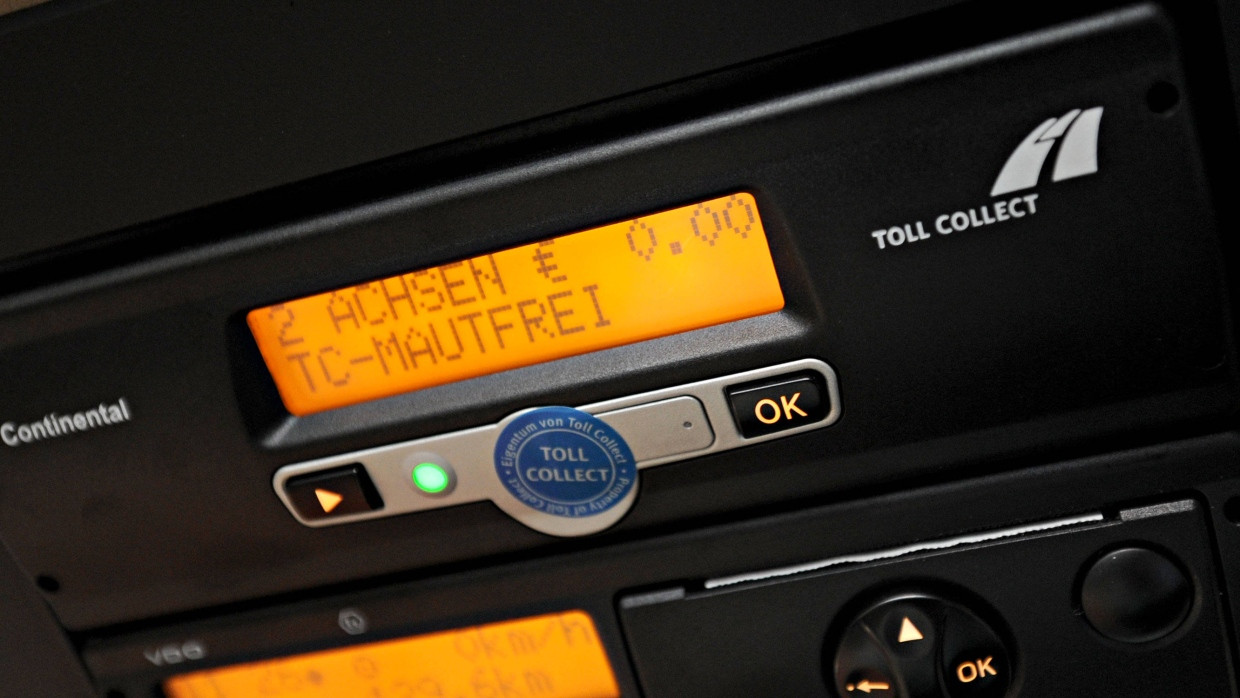 TOLL COLLECT
2 ACHSEN € 0.00
TC-MAUTFREI
Continental
OK
Eigentum von Toll Collect
TOLL
COLLECT
Property of Toll Collect
0km/h
OK